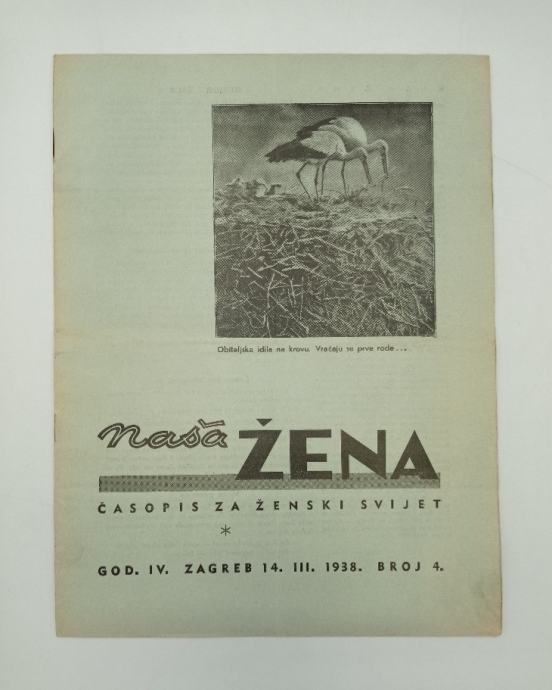 Obiteljska idila na krovu. Vraćaju se prve rode . . .
Naša ŽENA
ČASOPIS ZA ŽENSKI SVIJET
*
GOD. IV. ZAGREB 14. III. 1938. BROJ 4.